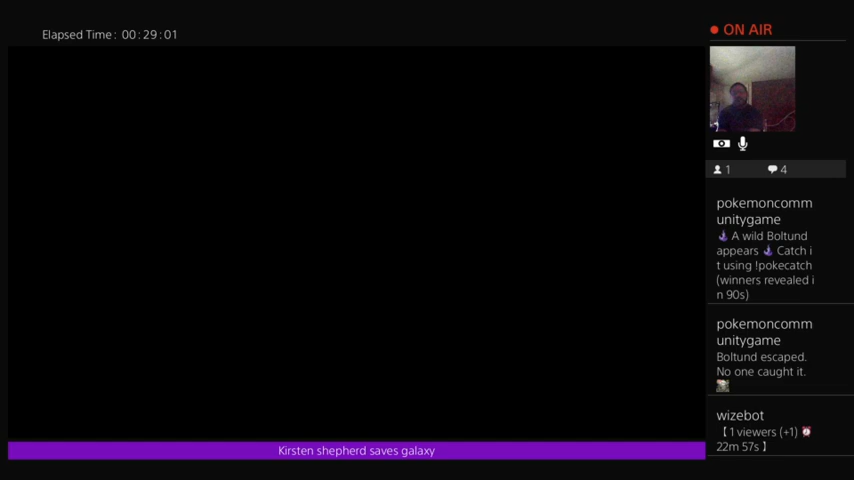 Elapsed Time: 00:29:01
ON AIR
1
4
pokemoncomm
unitygame
A wild Boltund
appears Catch i
t using !pokecatch
(winners revealed i
n 90s)
pokemoncomm
unitygame
Boltund escaped.
No one caught it.
wizebot
【 1 viewers (+1)
22m 57s 】
Kirsten shepherd saves galaxy